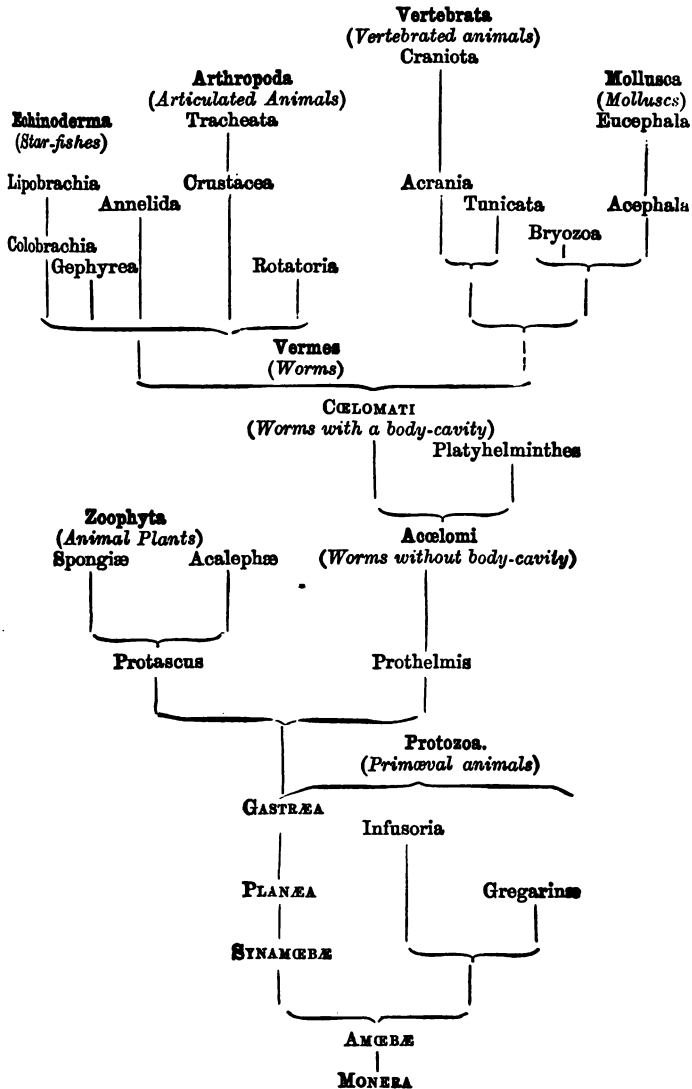 Vertebrata
(Vertebrated animals)
Craniota
Arthropoda
(Articulated Animals)
Tracheata
Mollusca
(Molluscs)
Eucephala
Echinoderma
(Star-fishes)
Lipobrachia
Crustacea
Acrania
Annelida
Tunicata
Acephala
Bryozoa
Colobrachia
Gephyrea
Rotatoria
Vermes
(Worms)
CŒLOMATI
(Worms with a body-cavity)
Platyhelminthes
Zoophyta
(Animal Plants)
Spongiæ
Acalephæ
Acœlomi
(Worms without body-cavity)
Protascus
Prothelmis
Protozoa.
(Primæval animals)
GASTRÆA
Infusoria
PLANÆA
Gregarinæ
SYNAMŒBÆ
AMŒBÆ
MONERA